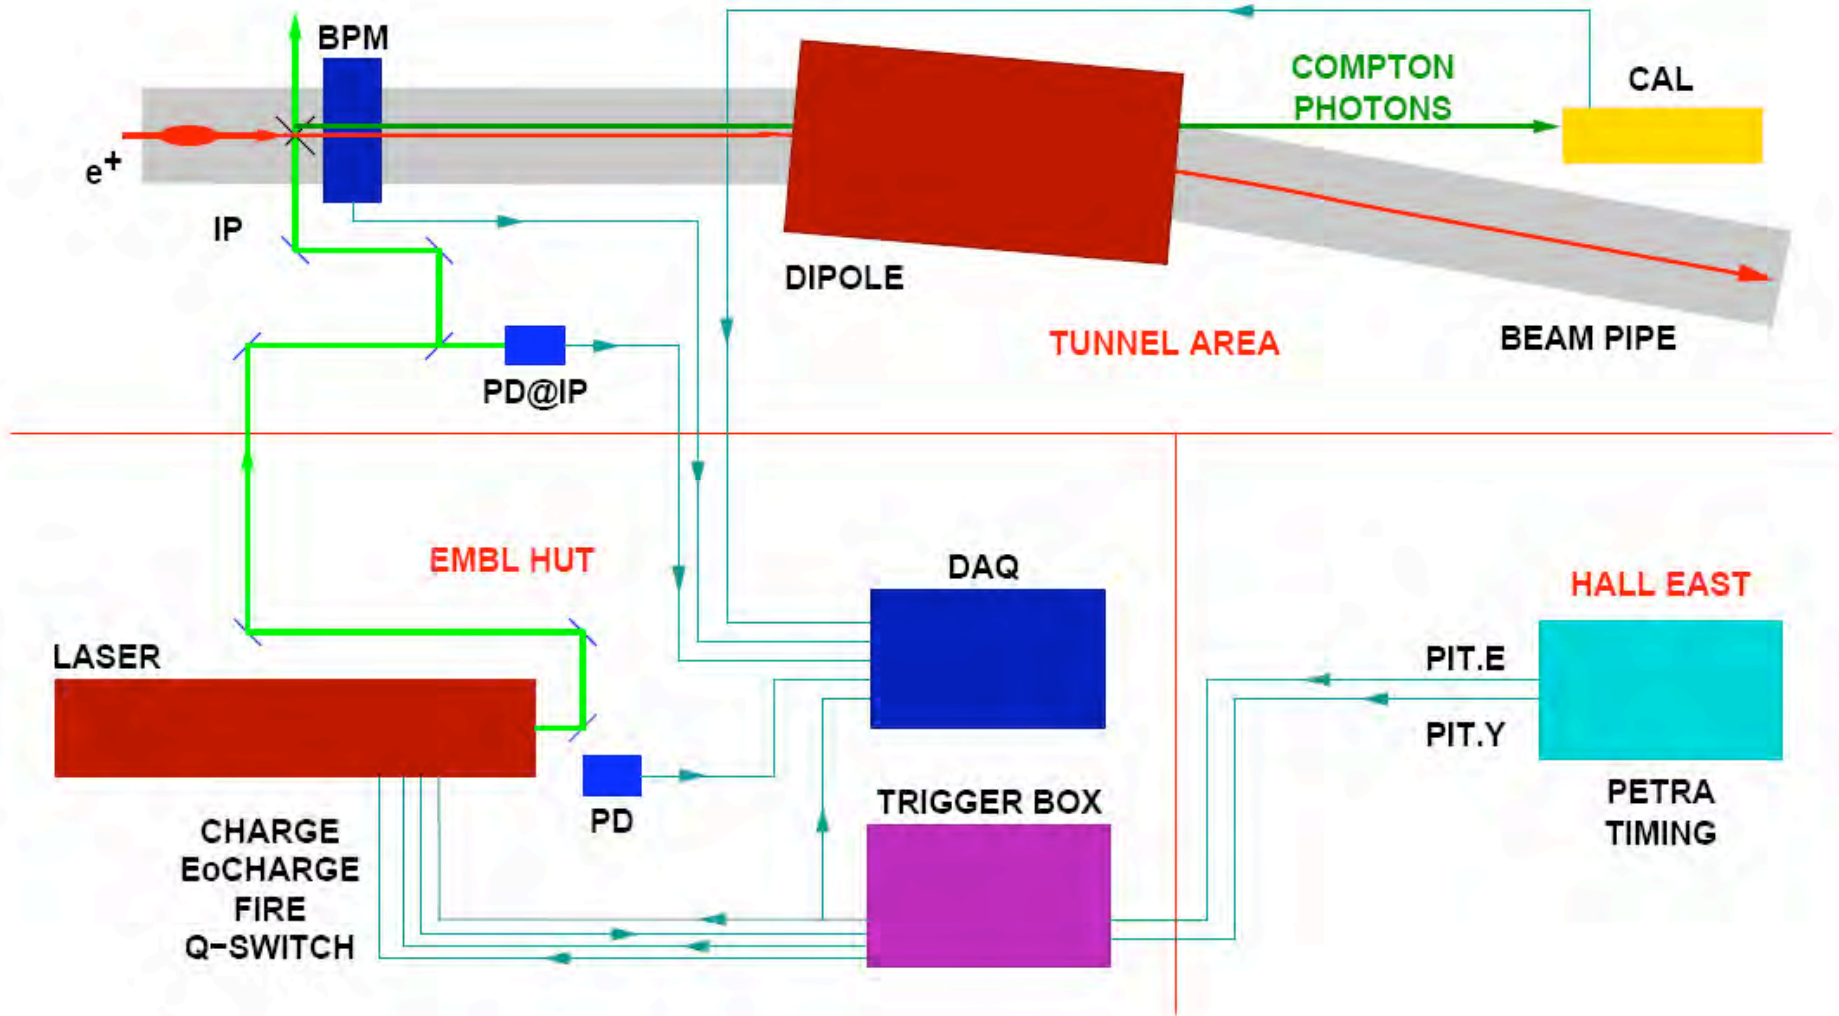 BPM
COMPTON
PHOTONS
CAL
e+
IP
DIPOLE
TUNNEL AREA
BEAM PIPE
PD@IP
EMBL HUT
DAQ
HALL EAST
LASER
PIT.E
PIT.Y
PETRA
TIMING
PD
TRIGGER BOX
CHARGE
EoCHARGE
FIRE
Q−SWITCH